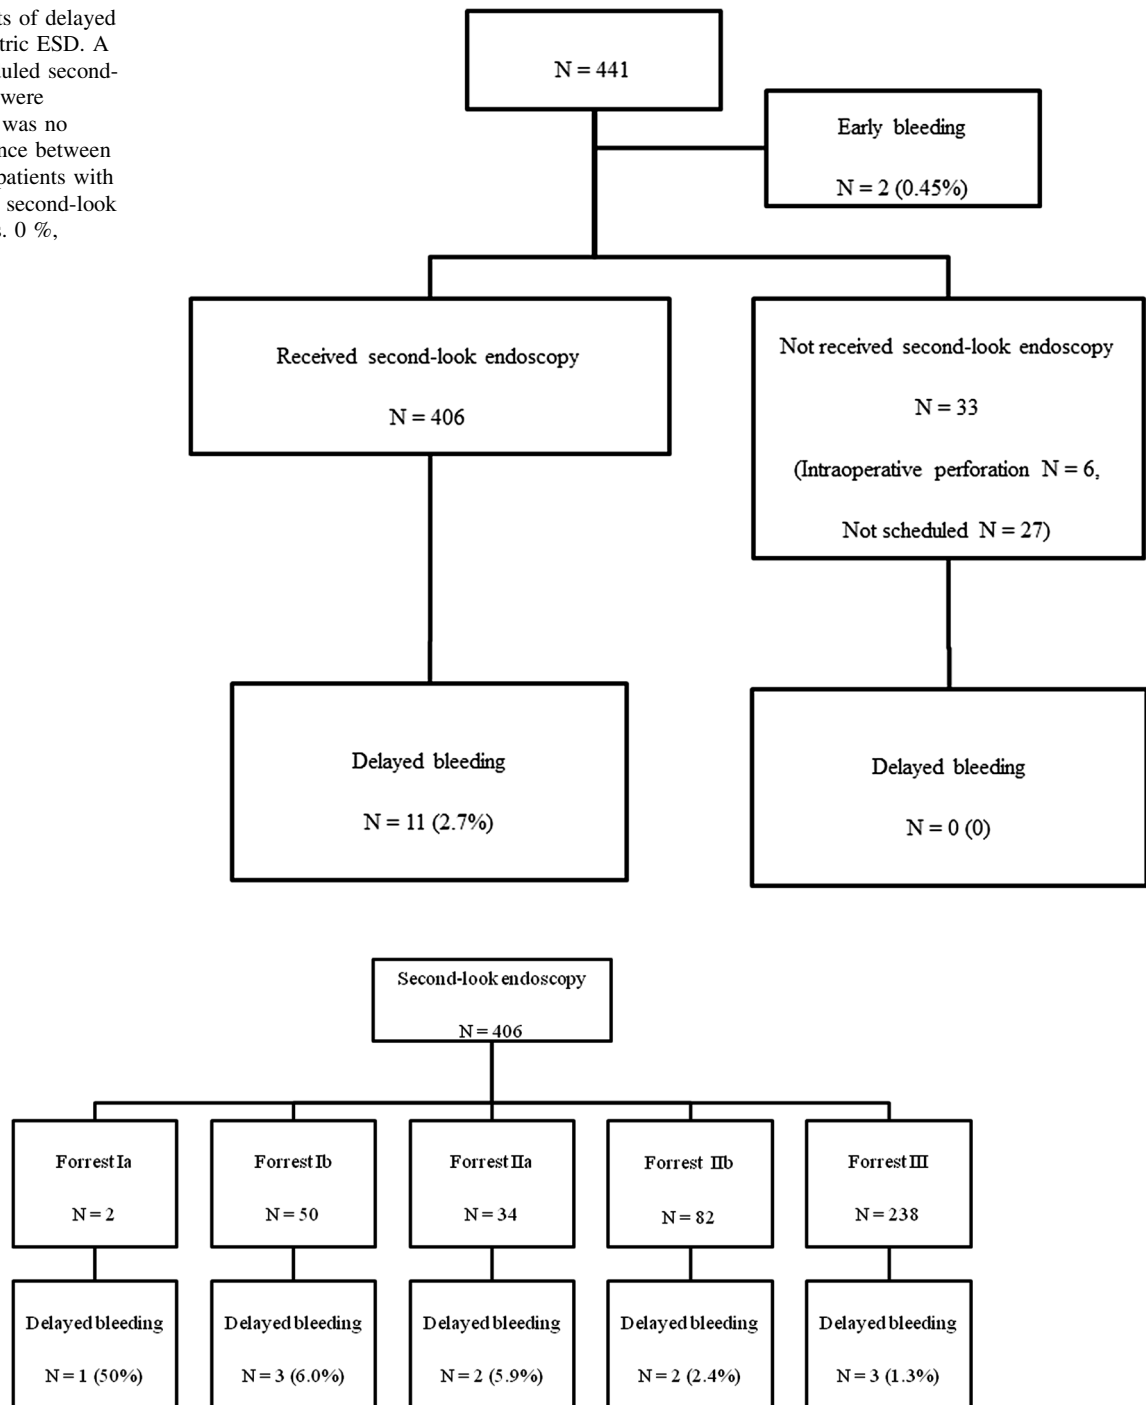 ts of delayed
tric ESD. A
uled second-
were
was no
nce between
patients with
second-look
s. 0 %,
N = 441
Early bleeding
N = 2 (0.45%)
Received second-look endoscopy
N = 406
Not received second-look endoscopy
N = 33
(Intraoperative perforation N = 6,
Not scheduled N = 27)
Delayed bleeding
N = 11 (2.7%)
Delayed bleeding
N = 0 (0)
Second-look endoscopy
N = 406
Forrest Ia
N = 2
Forrest Ib
N = 50
Forrest IIa
N = 34
Forrest IIb
N = 82
Forrest III
N = 238
Delayed bleeding
N = 1 (50%)
Delayed bleeding
N = 3 (6.0%)
Delayed bleeding
N = 2 (5.9%)
Delayed bleeding
N = 2 (2.4%)
Delayed bleeding
N = 3 (1.3%)